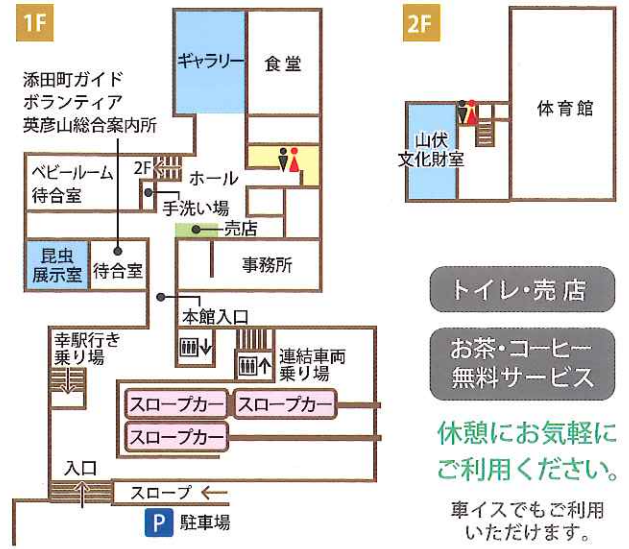 1F
ギャラリー
食堂
添田町ガイド
ボランティア
英彦山総合案内所
ベビールーム
待合室
2F
ホール
手洗い場
売店
昆虫
展示室
待合室
事務所
本館入口
幸駅行き
乗り場
連結車両
乗り場
スロープカー
スロープカー
スロープカー
入口
スロープ
P 駐車場
2F
体育館
山伏
文化財室
トイレ・売店
お茶・コーヒー
無料サービス
休憩にお気軽に
ご利用ください。
車イスでもご利用
いただけます。